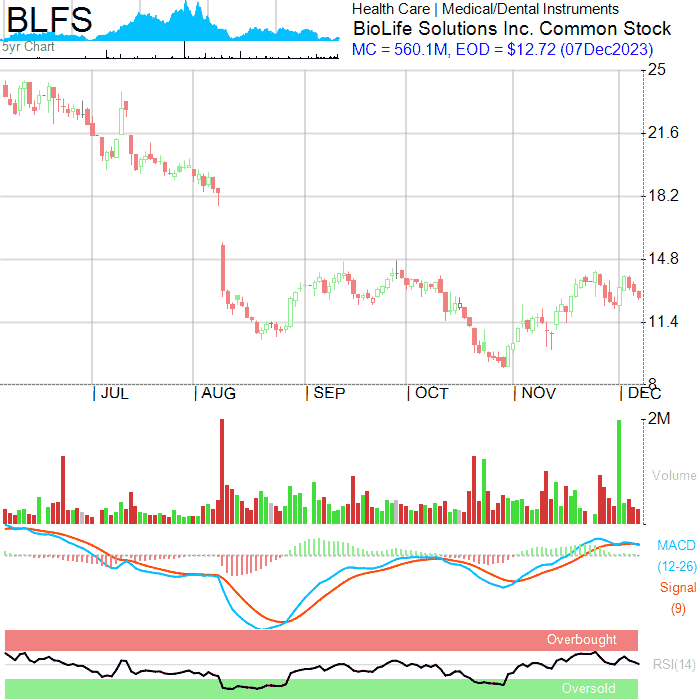 BLFS
5yr Chart
Health Care | Medical/Dental Instruments
BioLife Solutions Inc. Common Stock
MC = 560.1M, EOD = $12.72 (07Dec2023)
25
21.6
18.2
14.8
11.4
8
JUL AUG SEP OCT NOV DEC
2M
Volume
MACD
(12-26)
Signal
(9)
Overbought
RSI(14)
Oversold